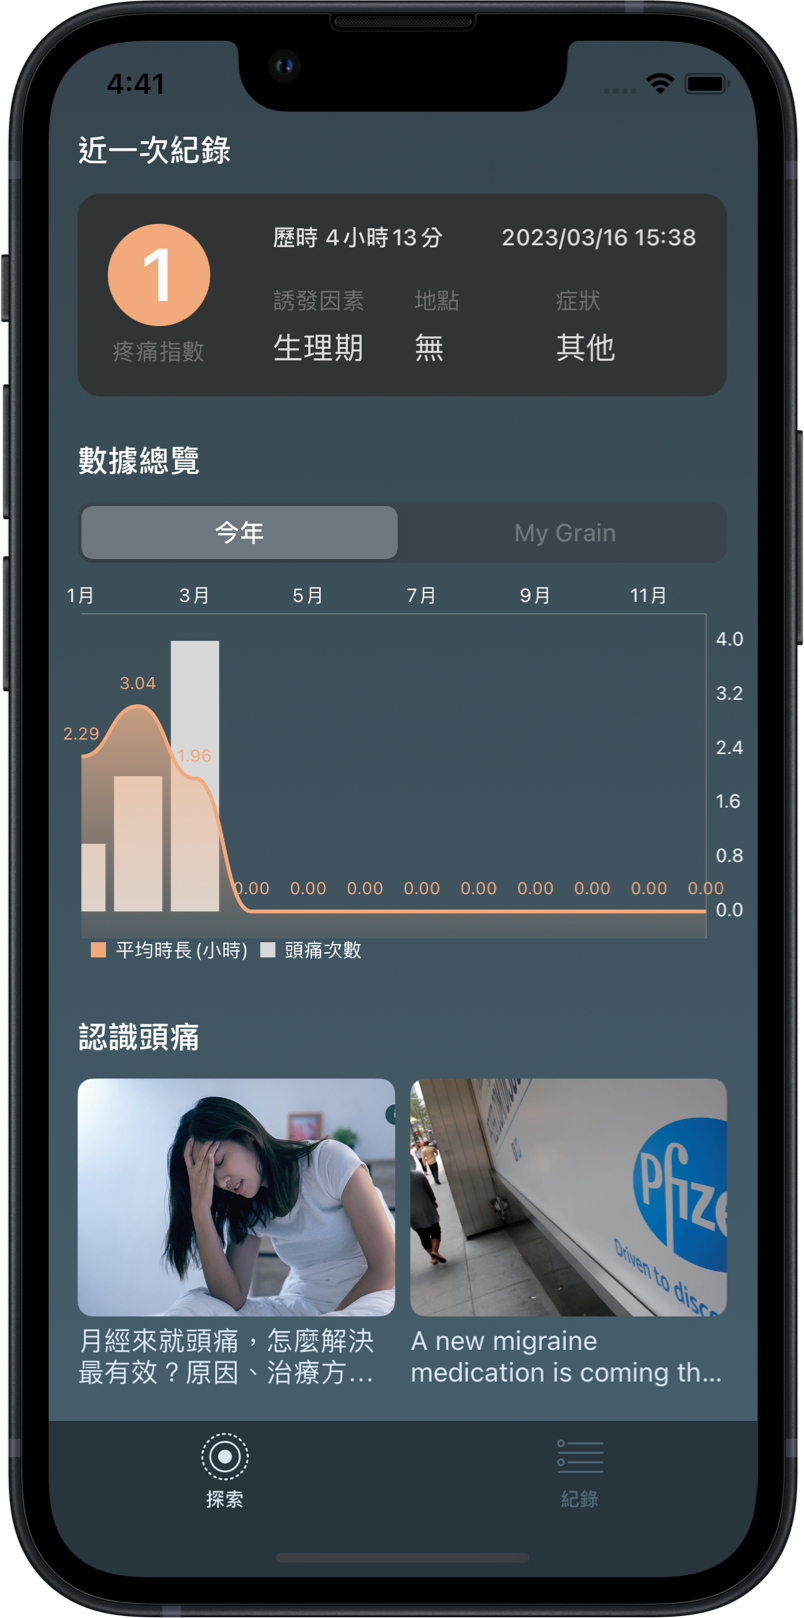 4:41
近一次紀錄
1
疼痛指數
歷時 4小時13分
2023/03/16 15:38
誘發因素 地點 症狀
生理期 無 其他
數據總覽
今年 My Grain
1月 3月 5月 7月 9月 11月
4.0
3.2
2.4
1.6
0.8
0.0
2.29
3.04
1.96
0.00 0.00 0.00 0.00 0.00 0.00 0.00 0.00 0.00
平均時長(小時) 頭痛次數
認識頭痛
Pfize
Driven to disco
月經來就頭痛，怎麼解決
最有效？原因、治療方...
A new migraine
medication is coming th...
探索 紀錄